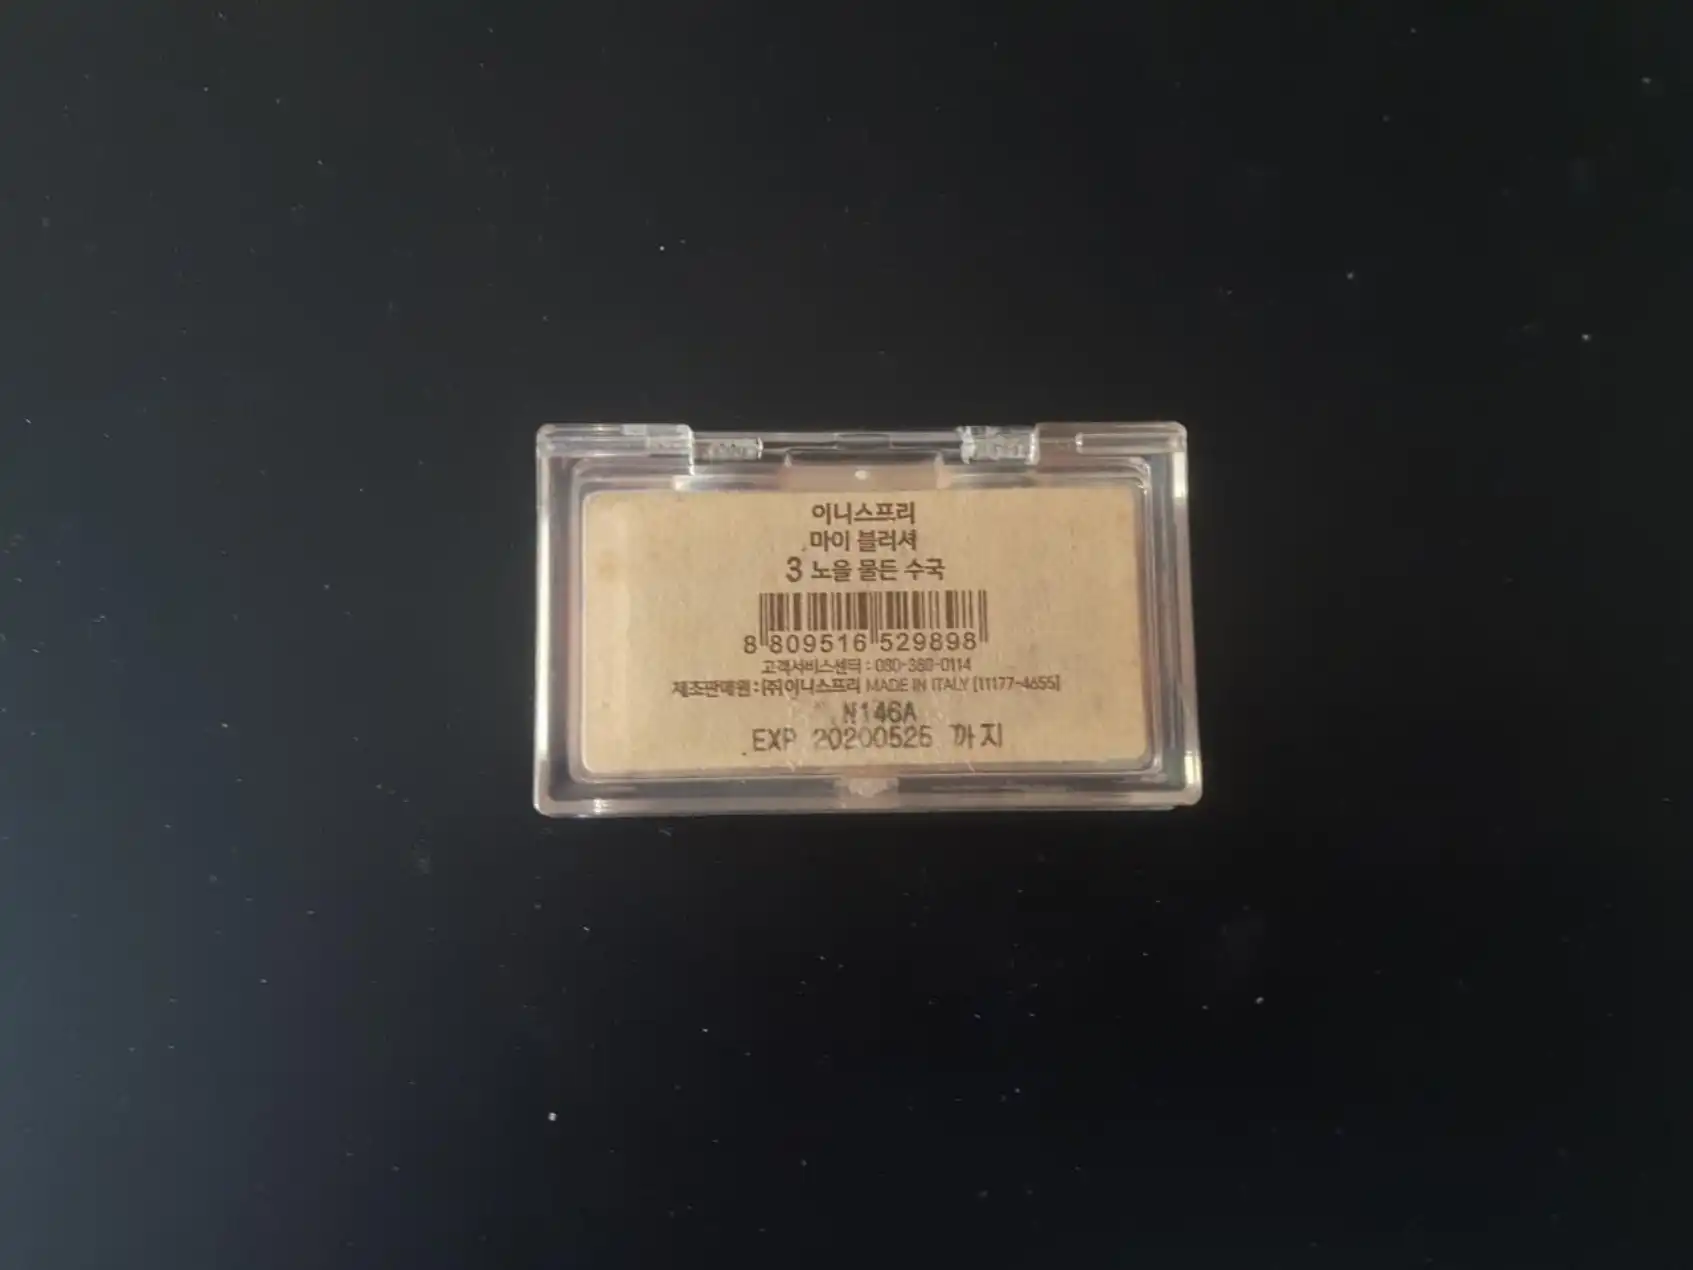 이니스프리
마이 블러셔
3 노을 물든 수국
8 809516 529898
고객서비스센터 : 080-380-0114
제조판매원 : (주)이니스프리 MADE IN ITALY [11177-4655]
N146A
EXP 20200525 까지